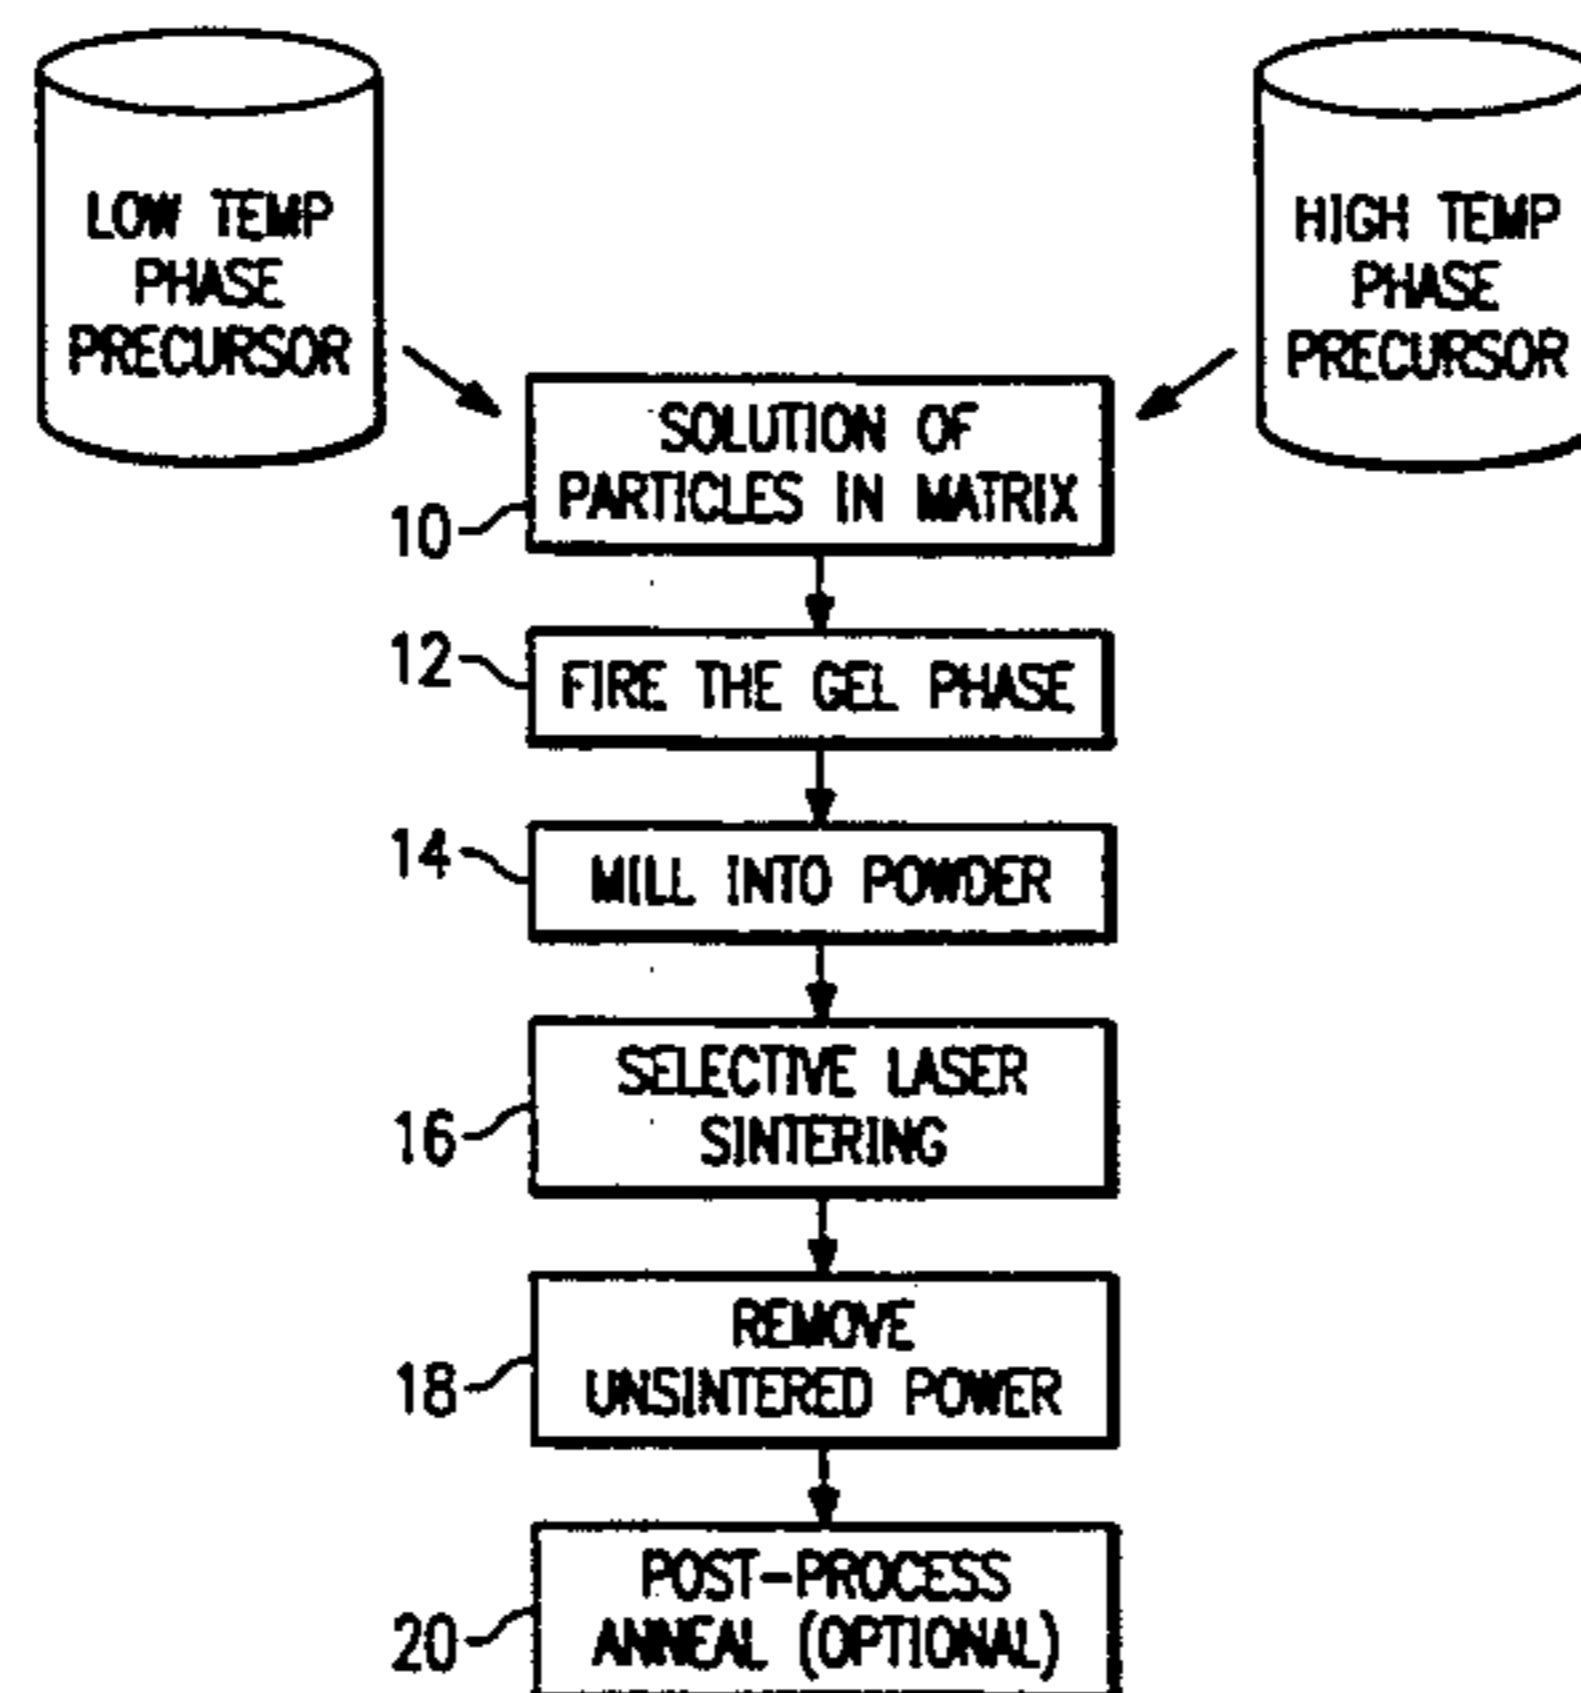 LOW TEMP
PHASE
PRECURSOR
HIGH TEMP
PHASE
PRECURSOR
SOLUTION OF
PARTICLES IN MATRIX
10
12
FIRE THE GEL PHASE
14
MILL INTO POWDER
SELECTIVE LASER
SINTERING
16
REMOVE
UNSINTERED POWER
18
POST-PROCESS
ANNEAL (OPTIONAL)
20